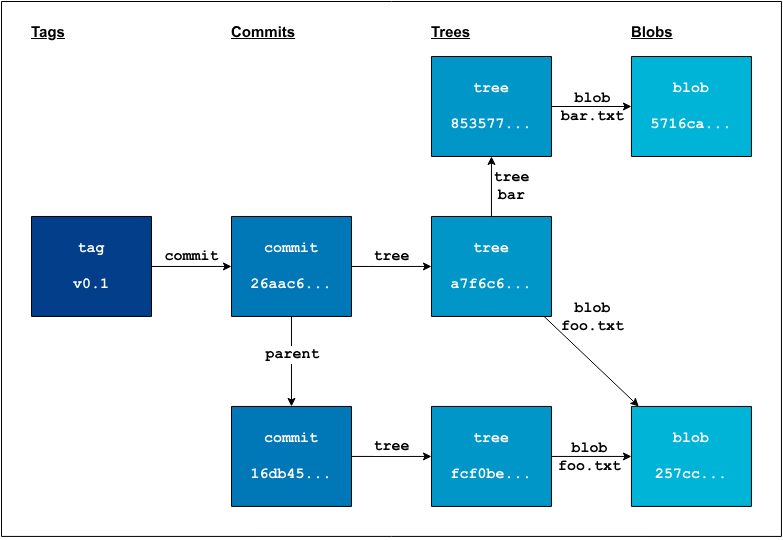 Tags
Commits
Trees
Blobs
tree
853577...
blob
bar.txt
blob
5716ca...
tree
bar
tag
v0.1
commit
commit
26aac6...
tree
tree
a7f6c6...
blob
foo.txt
parent
commit
16db45...
tree
tree
fcf0be...
blob
foo.txt
blob
257cc...